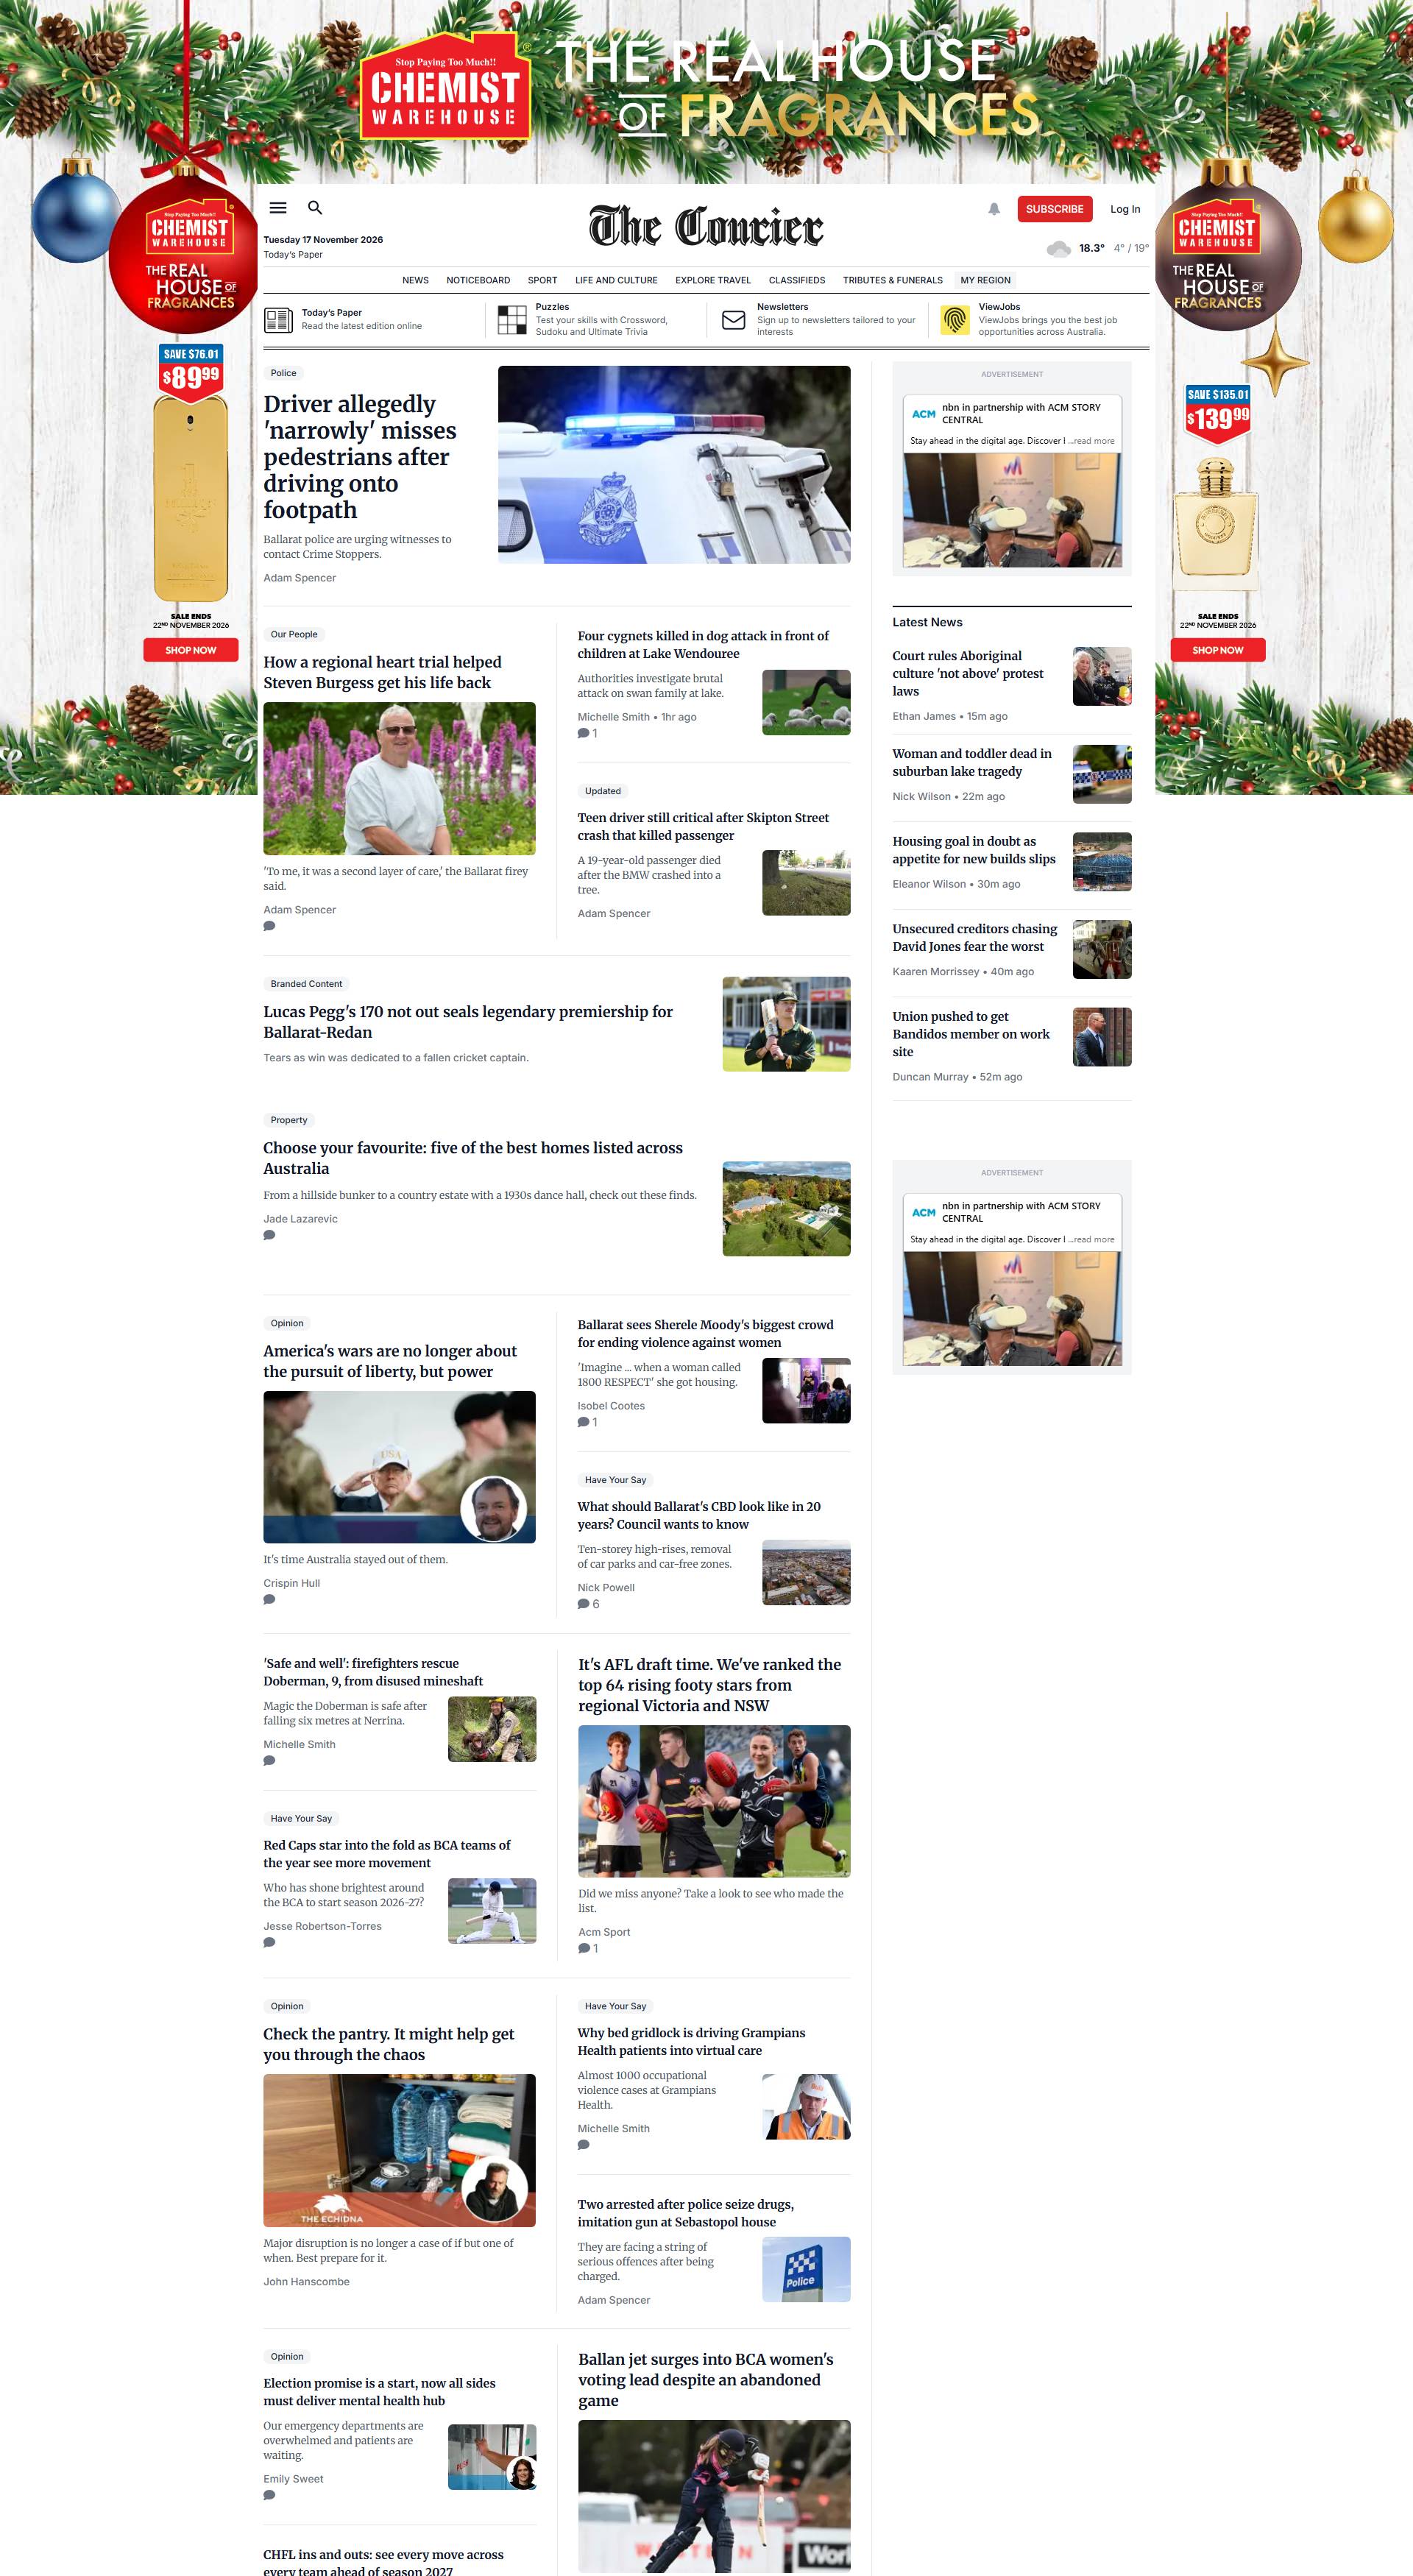 Stop Paying Too Much!!
CHEMIST
WAREHOUSE
®
THE REAL HOUSE
OF FRAGRANCES
Stop Paying Too Much!!
CHEMIST
WAREHOUSE
THE REAL
HOUSE OF
FRAGRANCES
SAVE $76.01
$89.99
SALE ENDS
22ND NOVEMBER 2026
SHOP NOW
Stop Paying Too Much!!
CHEMIST
WAREHOUSE
THE REAL
HOUSE OF
FRAGRANCES
SAVE $135.01
$139.99
SALE ENDS
22ND NOVEMBER 2026
SHOP NOW
The Courier
SUBSCRIBE
Log In
Tuesday 17 November 2026
Today's Paper
18.3° 4° / 19°
NEWS NOTICEBOARD SPORT LIFE AND CULTURE EXPLORE TRAVEL CLASSIFIEDS TRIBUTES & FUNERALS MY REGION
Today's Paper
Read the latest edition online
Puzzles
Test your skills with Crossword,
Sudoku and Ultimate Trivia
Newsletters
Sign up to newsletters tailored to your
interests
ViewJobs
ViewJobs brings you the best job
opportunities across Australia.
Police
Driver allegedly
'narrowly' misses
pedestrians after
driving onto
footpath
Ballarat police are urging witnesses to
contact Crime Stoppers.
Adam Spencer
Our People
How a regional heart trial helped
Steven Burgess get his life back
'To me, it was a second layer of care,' the Ballarat firey
said.
Adam Spencer
Four cygnets killed in dog attack in front of
children at Lake Wendouree
Authorities investigate brutal
attack on swan family at lake.
Michelle Smith • 1hr ago
1
Updated
Teen driver still critical after Skipton Street
crash that killed passenger
A 19-year-old passenger died
after the BMW crashed into a
tree.
Adam Spencer
Branded Content
Lucas Pegg's 170 not out seals legendary premiership for
Ballarat-Redan
Tears as win was dedicated to a fallen cricket captain.
Property
Choose your favourite: five of the best homes listed across
Australia
From a hillside bunker to a country estate with a 1930s dance hall, check out these finds.
Jade Lazarevic
Opinion
America's wars are no longer about
the pursuit of liberty, but power
USA
It's time Australia stayed out of them.
Crispin Hull
Ballarat sees Sherele Moody's biggest crowd
for ending violence against women
'Imagine ... when a woman called
1800 RESPECT' she got housing.
Isobel Cootes
1
Have Your Say
What should Ballarat's CBD look like in 20
years? Council wants to know
Ten-storey high-rises, removal
of car parks and car-free zones.
Nick Powell
6
'Safe and well': firefighters rescue
Doberman, 9, from disused mineshaft
Magic the Doberman is safe after
falling six metres at Nerrina.
Michelle Smith
Have Your Say
Red Caps star into the fold as BCA teams of
the year see more movement
Who has shone brightest around
the BCA to start season 2026-27?
Jesse Robertson-Torres
It's AFL draft time. We've ranked the
top 64 rising footy stars from
regional Victoria and NSW
Did we miss anyone? Take a look to see who made the
list.
Acm Sport
1
Opinion
Check the pantry. It might help get
you through the chaos
THE ECHIDNA
Major disruption is no longer a case of if but one of
when. Best prepare for it.
John Hanscombe
Have Your Say
Why bed gridlock is driving Grampians
Health patients into virtual care
Almost 1000 occupational
violence cases at Grampians
Health.
Michelle Smith
Two arrested after police seize drugs,
imitation gun at Sebastopol house
They are facing a string of
serious offences after being
charged.
Police
Adam Spencer
Opinion
Election promise is a start, now all sides
must deliver mental health hub
Our emergency departments are
overwhelmed and patients are
waiting.
Emily Sweet
CHFL ins and outs: see every move across
every team ahead of season 2027
Ballan jet surges into BCA women's
voting lead despite an abandoned
game
ADVERTISEMENT
ACM
nbn in partnership with ACM STORY
CENTRAL
Stay ahead in the digital age. Discover l ...read more
Latest News
Court rules Aboriginal
culture 'not above' protest
laws
Ethan James • 15m ago
Woman and toddler dead in
suburban lake tragedy
Nick Wilson • 22m ago
Housing goal in doubt as
appetite for new builds slips
Eleanor Wilson • 30m ago
Unsecured creditors chasing
David Jones fear the worst
Kaaren Morrissey • 40m ago
Union pushed to get
Bandidos member on work
site
Duncan Murray • 52m ago
ADVERTISEMENT
ACM
nbn in partnership with ACM STORY
CENTRAL
Stay ahead in the digital age. Discover l ...read more